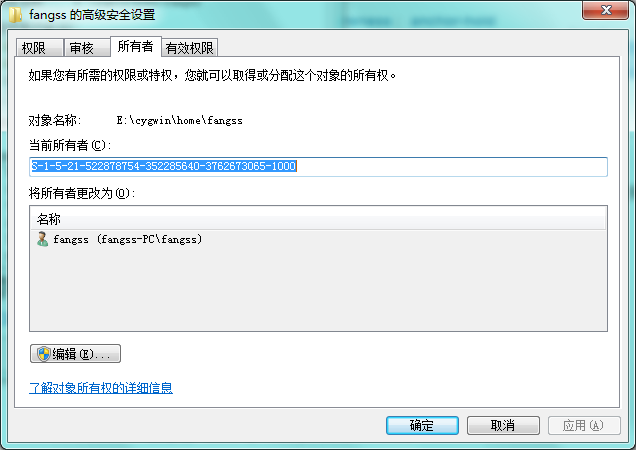 fangss 的高级安全设置
权限 审核 所有者 有效权限
如果您有所需的权限或特权，您就可以取得或分配这个对象的所有权。
对象名称: E:\cygwin\home\fangss
当前所有者(C):
S-1-5-21-522878754-352285640-3762673065-1000
将所有者更改为(O):
名称
fangss (fangss-PC\fangss)
编辑(E)...
了解对象所有权的详细信息
确定 取消 应用(A)